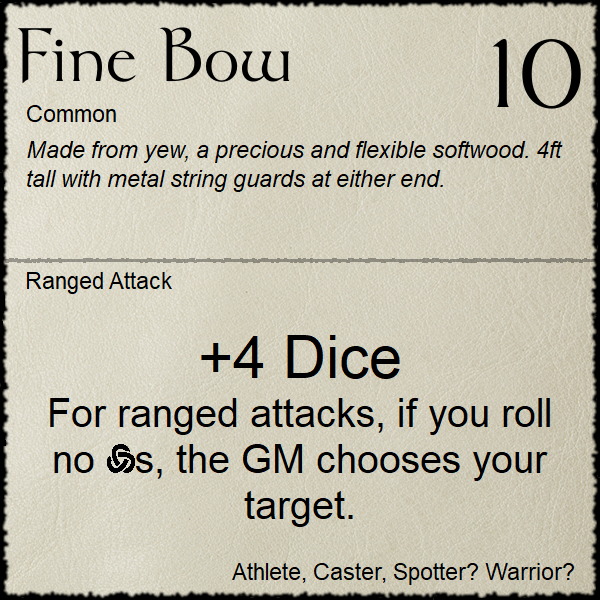 Fine Bow
10
Common
Made from yew, a precious and flexible softwood. 4ft
tall with metal string guards at either end.
Ranged Attack
+4 Dice
For ranged attacks, if you roll
no s, the GM chooses your
target.
Athlete, Caster, Spotter? Warrior?